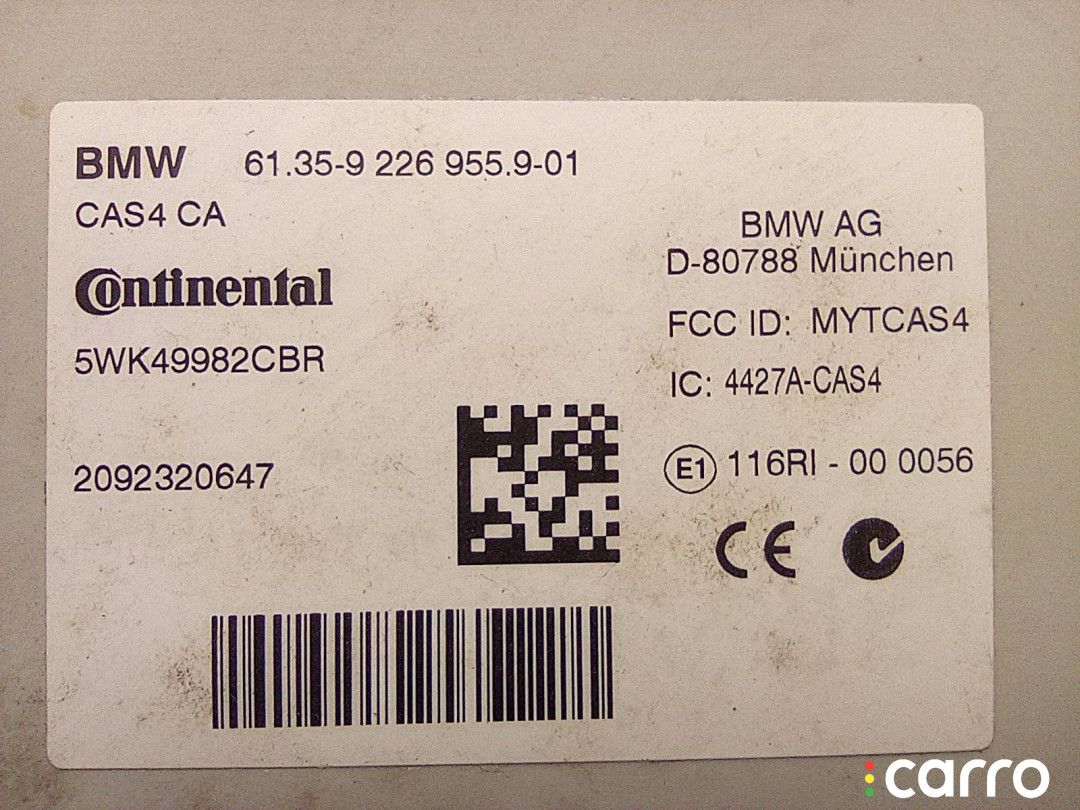 BMW 61.35-9 226 955.9-01
CAS4 CA
Continental
5WK49982CBR
2092320647
BMW AG
D-80788 München
FCC ID: MYTCAS4
IC: 4427A-CAS4
E1 116RI - 00 0056
CE
carro